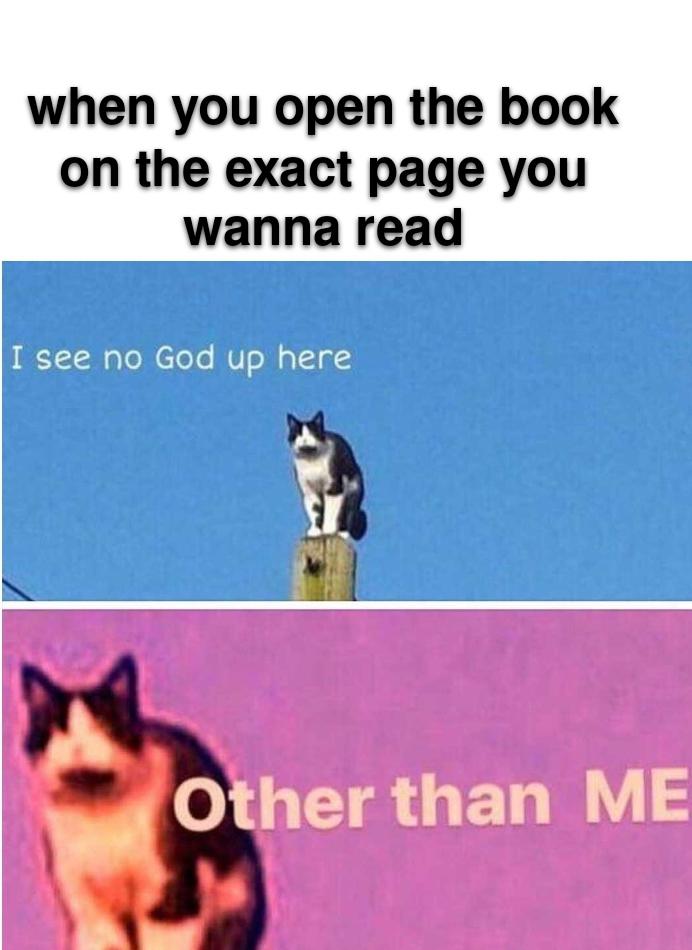 when you open the book
on the exact page you
wanna read
I see no God up here
Other than ME